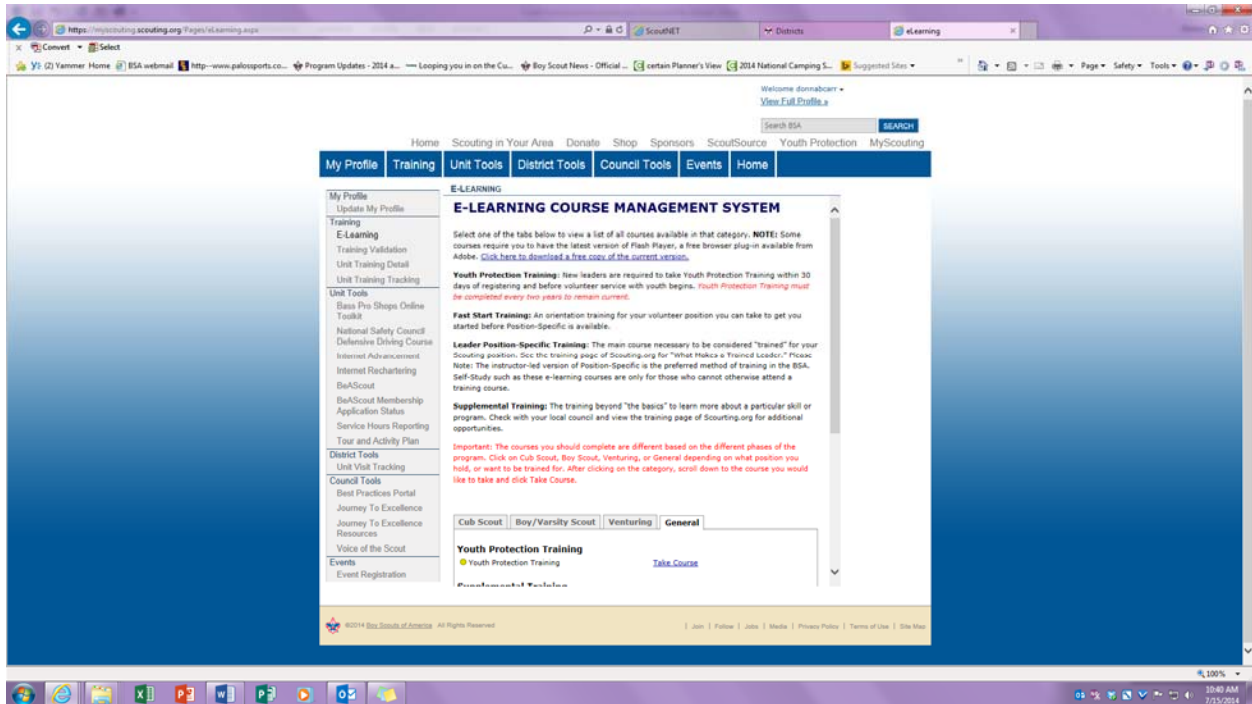 https://myscouting.scouting.org/Pages/eLearning.aspx
ScoutNET
Districts
eLearning
Convert
Select
(2) Yammer Home
BSA webmail
http--www.palossports.co...
Program Updates - 2014 a...
Looping you in on the Cu...
Boy Scout News - Official ...
certain Planner's View
2014 National Camping S...
Suggested Sites
Page
Safety
Tools
Welcome donnabcarr
View Full Profile »
Search BSA
SEARCH
Home Scouting in Your Area Donate Shop Sponsors ScoutSource Youth Protection MyScouting
My Profile Training Unit Tools District Tools Council Tools Events Home
My Profile
Update My Profile
Training
E-Learning
Training Validation
Unit Training Detail
Unit Training Tracking
Unit Tools
Bass Pro Shops Online
Toolkit
National Safety Council
Defensive Driving Course
Internet Advancement
Internet Rechartering
BeAScout
BeAScout Membership
Application Status
Service Hours Reporting
Tour and Activity Plan
District Tools
Unit Visit Tracking
Council Tools
Best Practices Portal
Journey To Excellence
Journey To Excellence
Resources
Voice of the Scout
Events
Event Registration
E-LEARNING
E-LEARNING COURSE MANAGEMENT SYSTEM
Select one of the tabs below to view a list of all courses available in that category. NOTE: Some
courses require you to have the latest version of Flash Player, a free browser plug-in available from
Adobe. Click here to download a free copy of the current version.
Youth Protection Training: New leaders are required to take Youth Protection Training within 30
days of registering and before volunteer service with youth begins. Youth Protection Training must
be completed every two years to remain current.
Fast Start Training: An orientation training for your volunteer position you can take to get you
started before Position-Specific is available.
Leader Position-Specific Training: The main course necessary to be considered "trained" for your
Scouting position. See the training page of Scouting.org for "What Makes a Trained Leader." Please
Note: The instructor-led version of Position-Specific is the preferred method of training in the BSA.
Self-Study such as these e-learning courses are only for those who cannot otherwise attend a
training course.
Supplemental Training: The training beyond "the basics" to learn more about a particular skill or
program. Check with your local council and view the training page of Scourting.org for additional
opportunities.
Important: The courses you should complete are different based on the different phases of the
program. Click on Cub Scout, Boy Scout, Venturing, or General depending on what position you
hold, or want to be trained for. After clicking on the category, scroll down to the course you would
like to take and click Take Course.
Cub Scout Boy/Varsity Scout Venturing General
Youth Protection Training
Youth Protection Training Take Course
Supplemental Training
©2014 Boy Scouts of America All Rights Reserved
| Join | Follow | Jobs | Media | Privacy Policy | Terms of Use | Site Map
100%
10:40 AM
7/15/2014